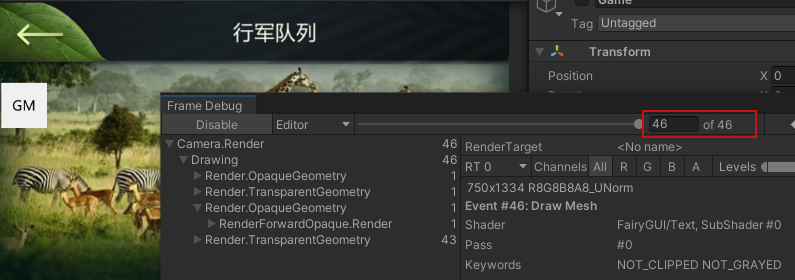 Game
行军队列
Tag Untagged
Transform
Position X 0
GM
Frame Debug
Disable Editor 46 of 46
Camera.Render 46
Drawing 46
Render.OpaqueGeometry 1
Render.TransparentGeometry 1
Render.OpaqueGeometry 1
RenderForwardOpaque.Render 1
Render.TransparentGeometry 43
RenderTarget <No name>
RT 0 Channels All R G B A Levels
750x1334 R8G8B8A8_UNorm
Event #46: Draw Mesh
Shader FairyGUI/Text, SubShader #0
Pass #0
Keywords NOT_CLIPPED NOT_GRAYED